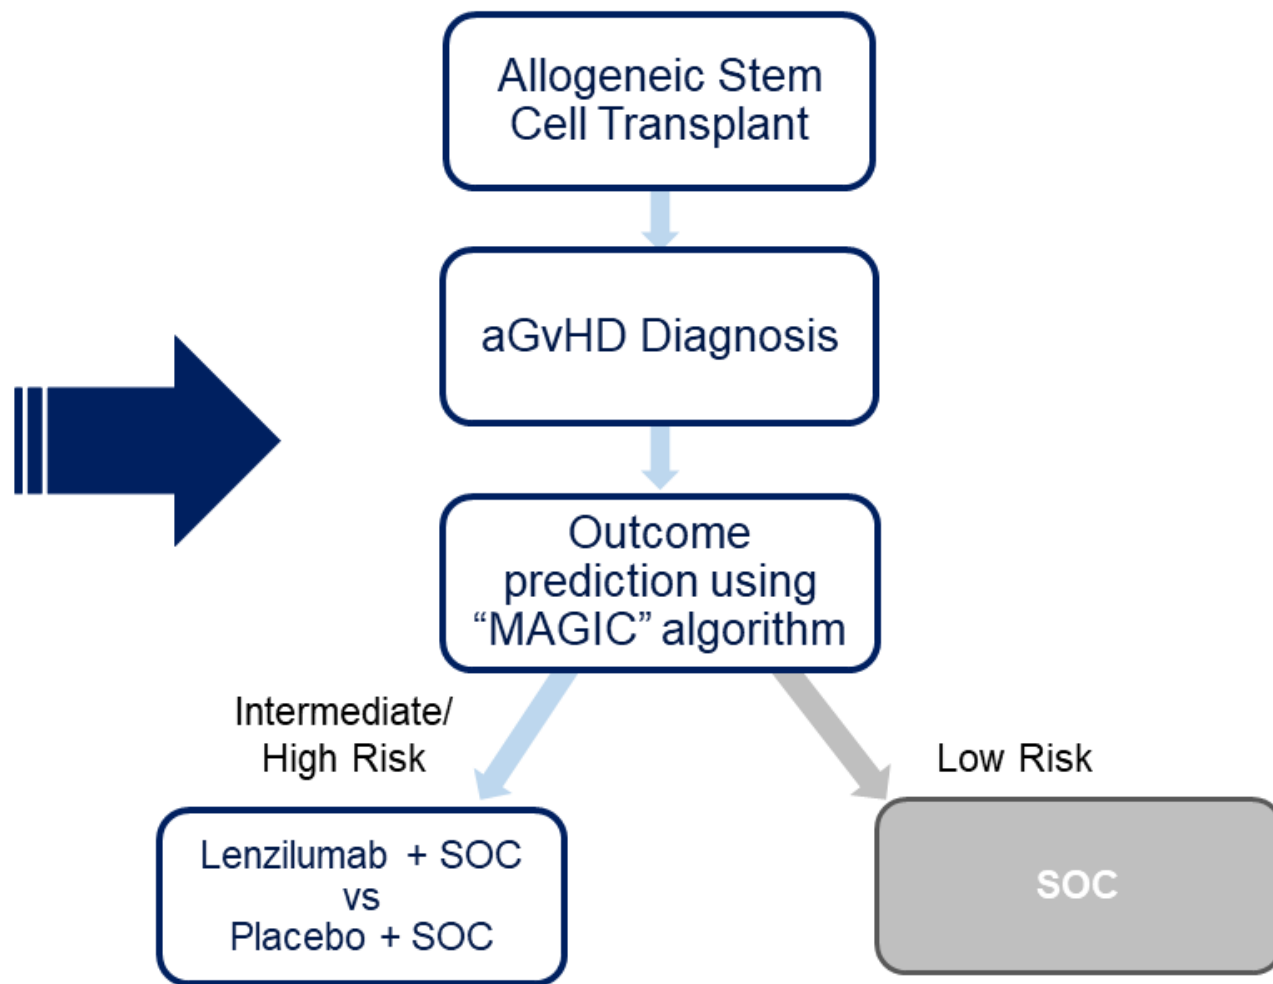 Allogeneic Stem
Cell Transplant
aGvHD Diagnosis
Outcome
prediction using
“MAGIC” algorithm
Intermediate/
High Risk
Low Risk
Lenzilumab + SOC
vs
Placebo + SOC
SOC